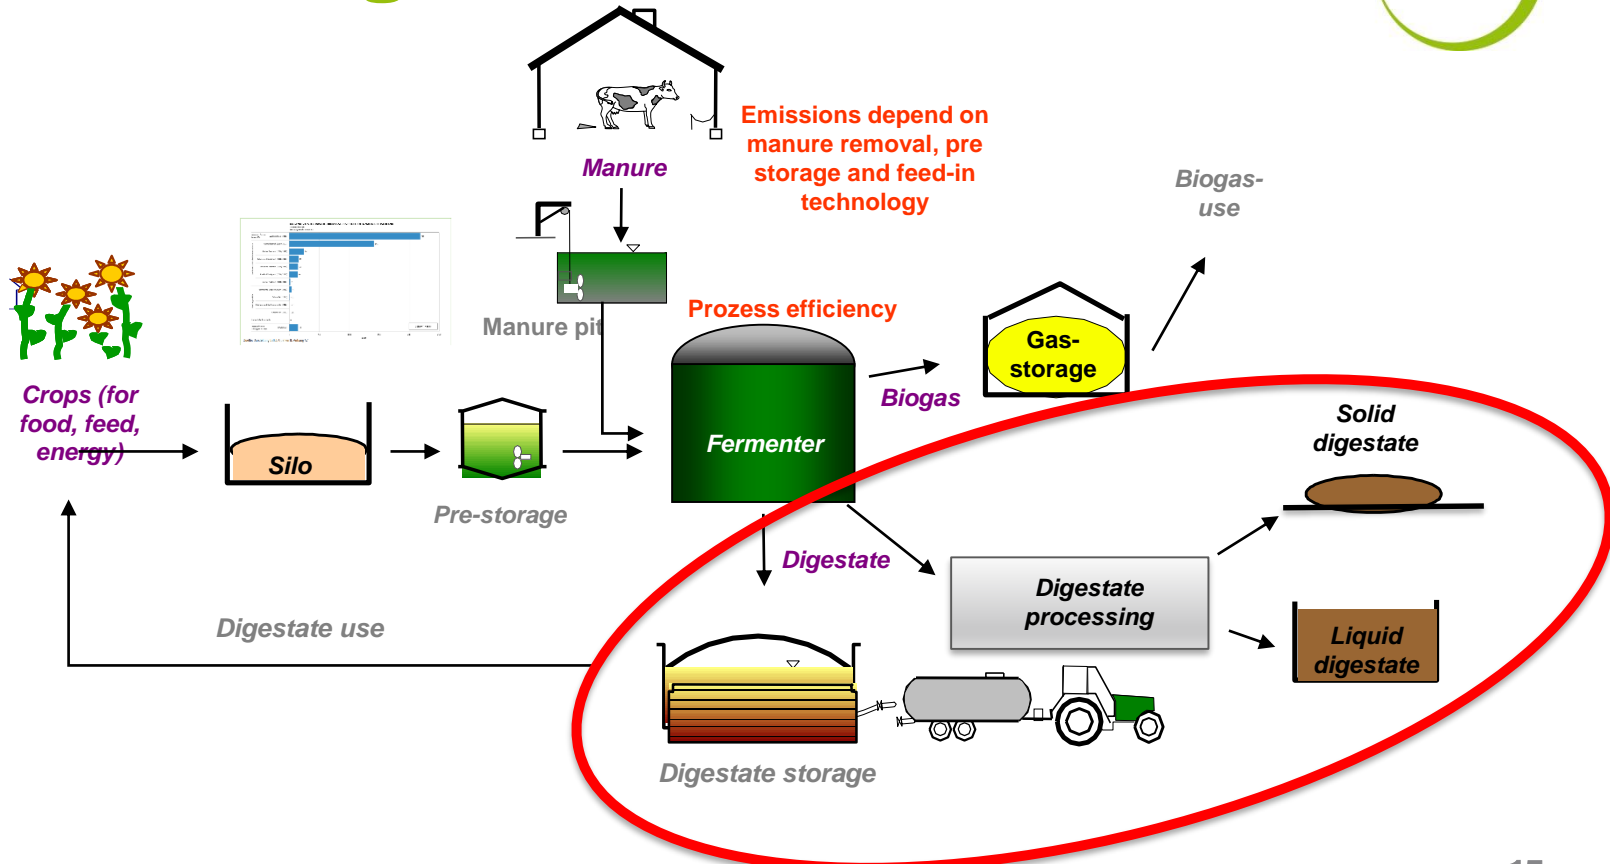 Emissions depend on
manure removal, pre
storage and feed-in
technology
Manure
Biogas-
use
Prozess efficiency
Manure pit
Gas-
storage
Crops (for
food, feed,
energy)
Biogas
Solid
digestate
Fermenter
Silo
Pre-storage
Digestate
Digestate
processing
Digestate use
Liquid
digestate
Digestate storage